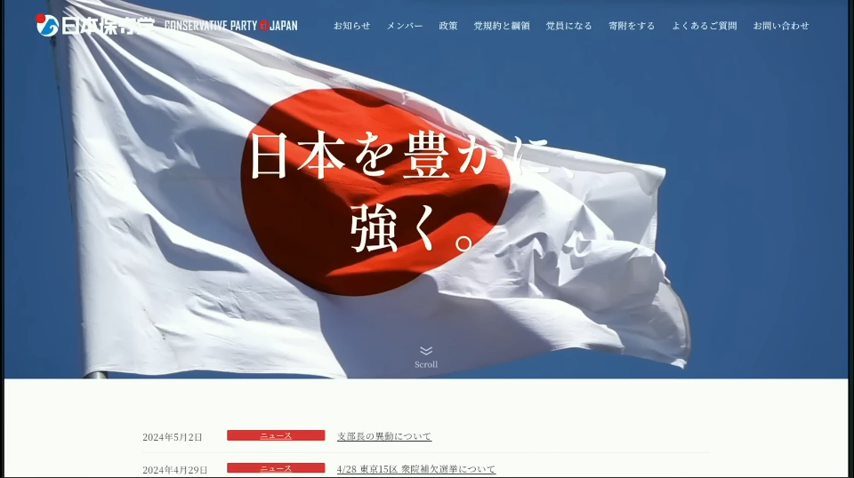 日本保守党 CONSERVATIVE PARTY OF JAPAN
お知らせ メンバー 政策 党規約と綱領 党員になる 寄附をする よくあるご質問 お問い合わせ
日本を豊かに、
強く。
Scroll
2024年5月2日 ニュース 支部長の異動について
2024年4月29日 ニュース 4/28 東京15区 衆院補欠選挙について